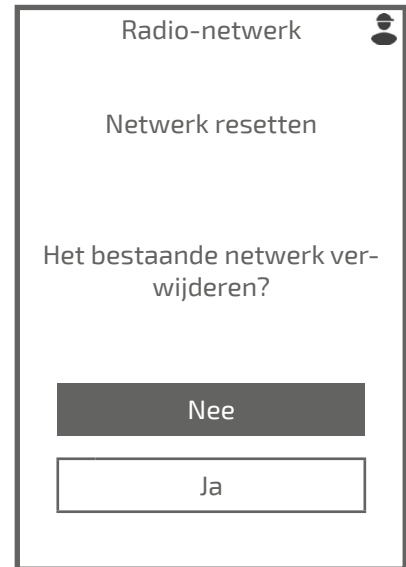 Radio-netwerk
Netwerk resetten
Het bestaande netwerk ver-
wijderen?
Nee
Ja